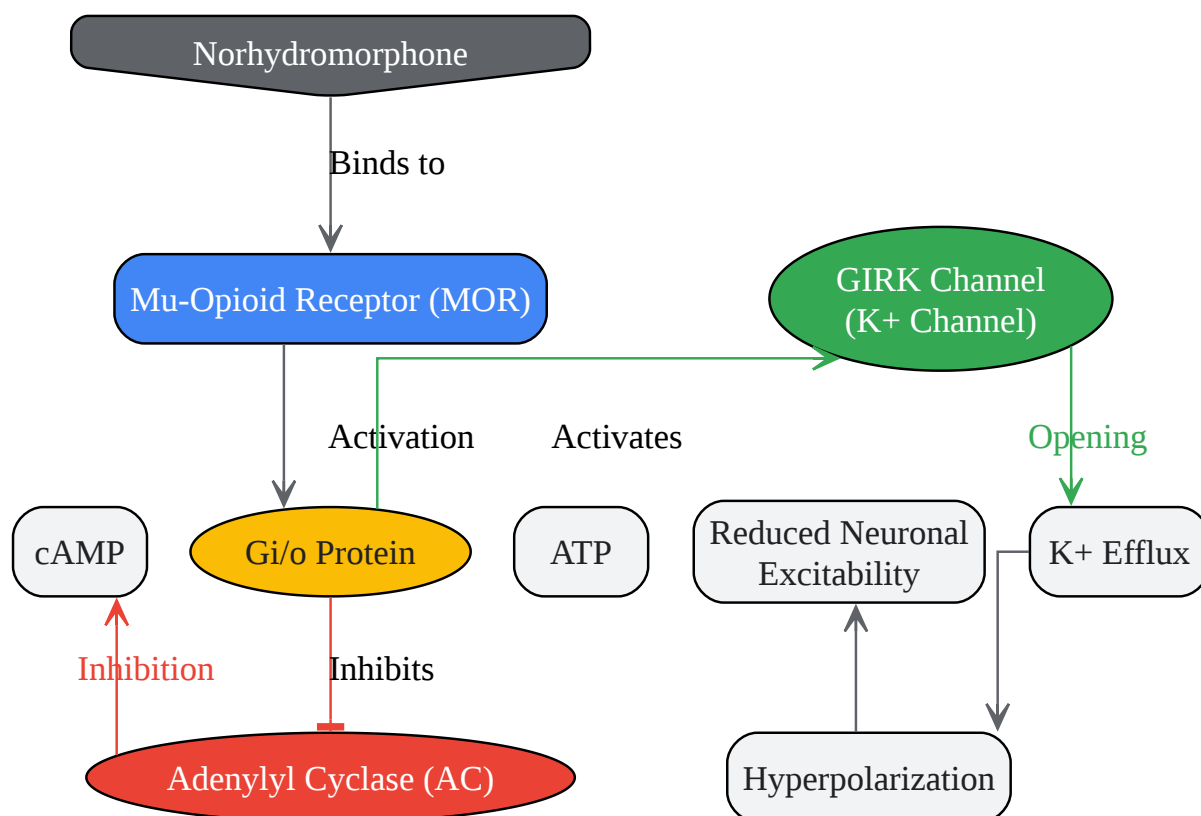 Norhydromorphone
Binds to
Mu-Opioid Receptor (MOR)
GIRK Channel
(K+ Channel)
Activation
Activates
Opening
cAMP
Gi/o Protein
ATP
Reduced Neuronal
Excitability
K+ Efflux
Inhibition
Inhibits
Adenylyl Cyclase (AC)
Hyperpolarization